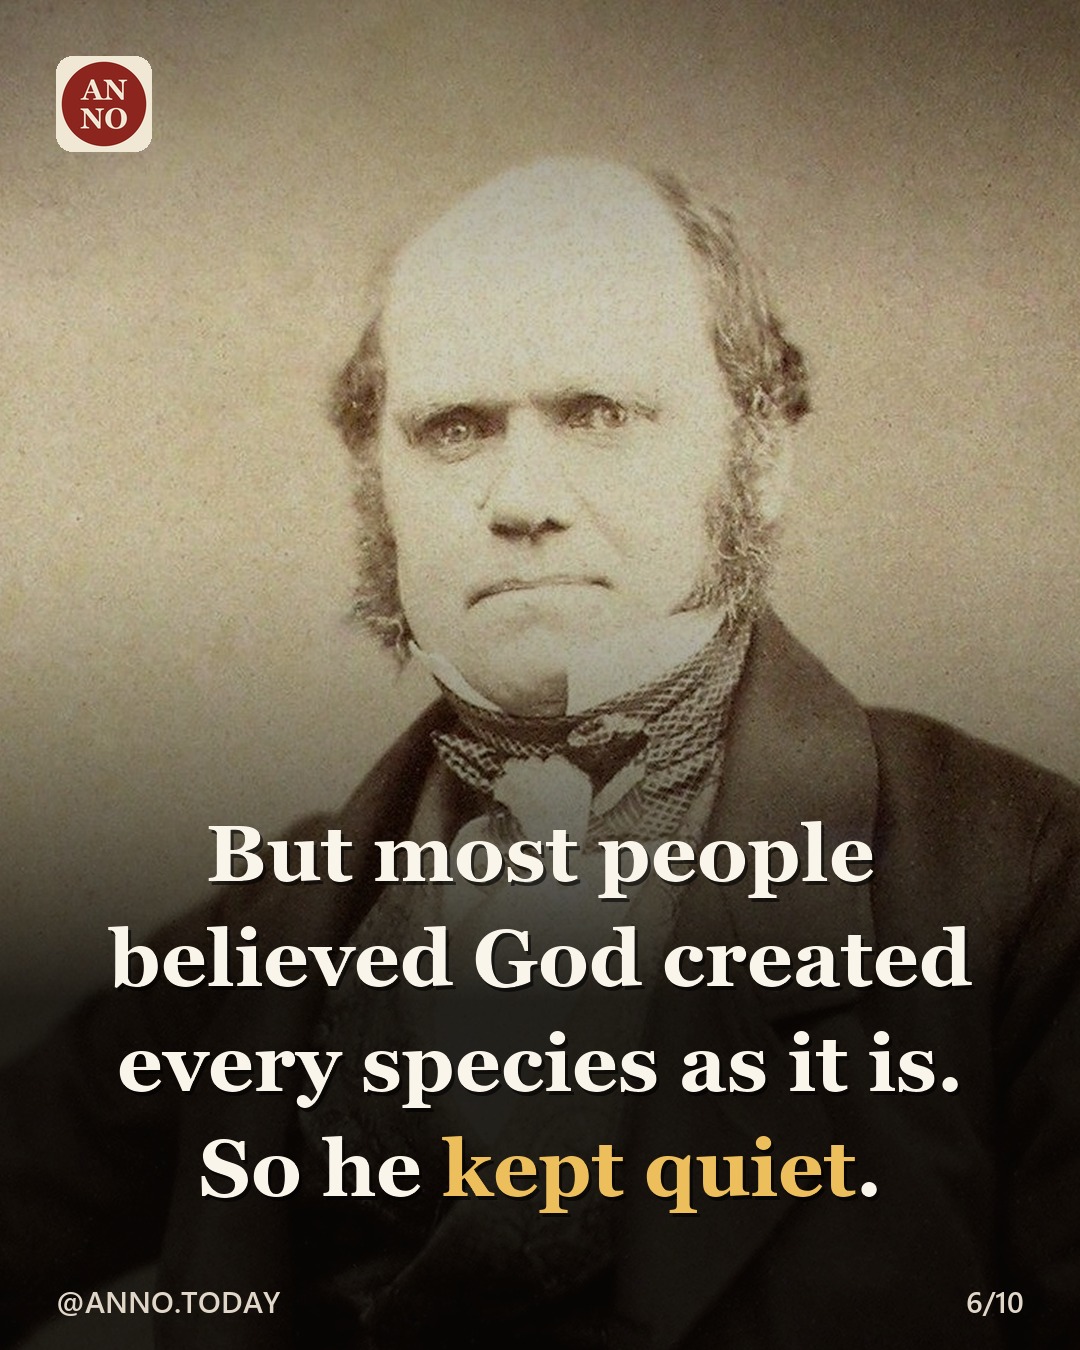 AN
NO
But most people
believed God created
every species as it is.
So he kept quiet.
@ANNO.TODAY
6/10